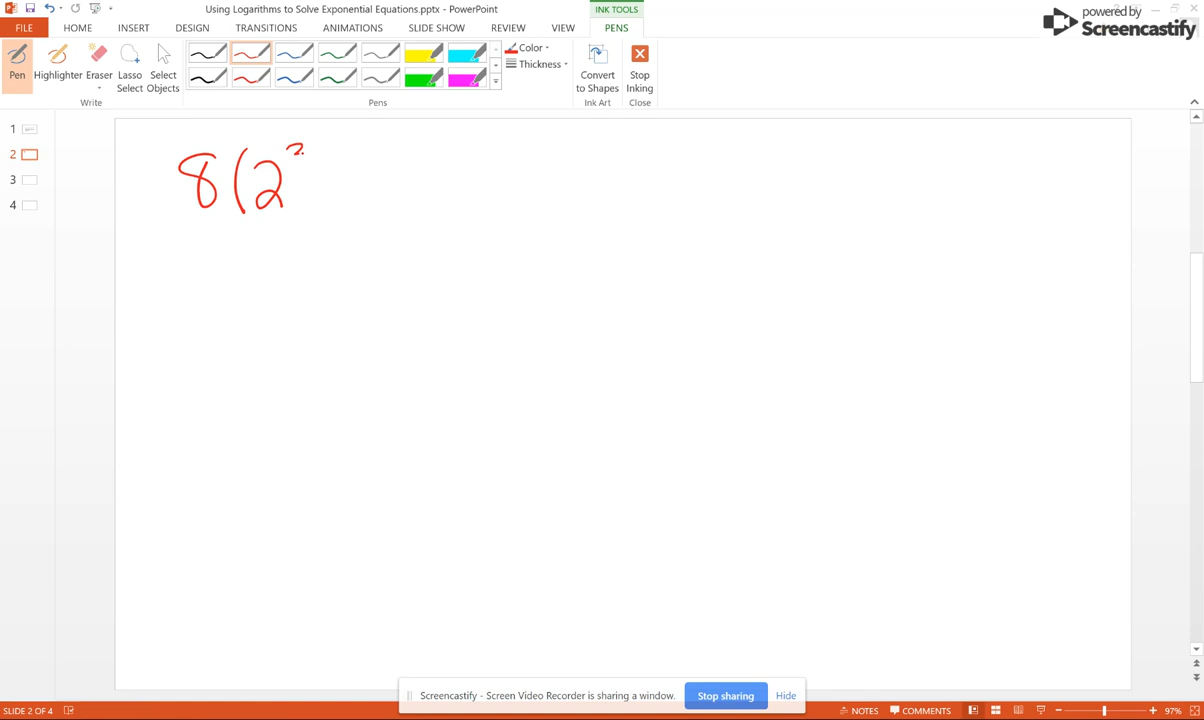 Using Logarithms to Solve Exponential Equations.pptx - PowerPoint
INK TOOLS
powered by
Screencastify
FILE HOME INSERT DESIGN TRANSITIONS ANIMATIONS SLIDE SHOW REVIEW VIEW PENS
Pen Highlighter Eraser Lasso Select Select Objects
Color
Thickness
Convert to Shapes
Stop Inking
Write Pens Ink Art Close
1
2
3
4
8(2
Screencastify - Screen Video Recorder is sharing a window. Stop sharing Hide
SLIDE 2 OF 4 NOTES COMMENTS 97%